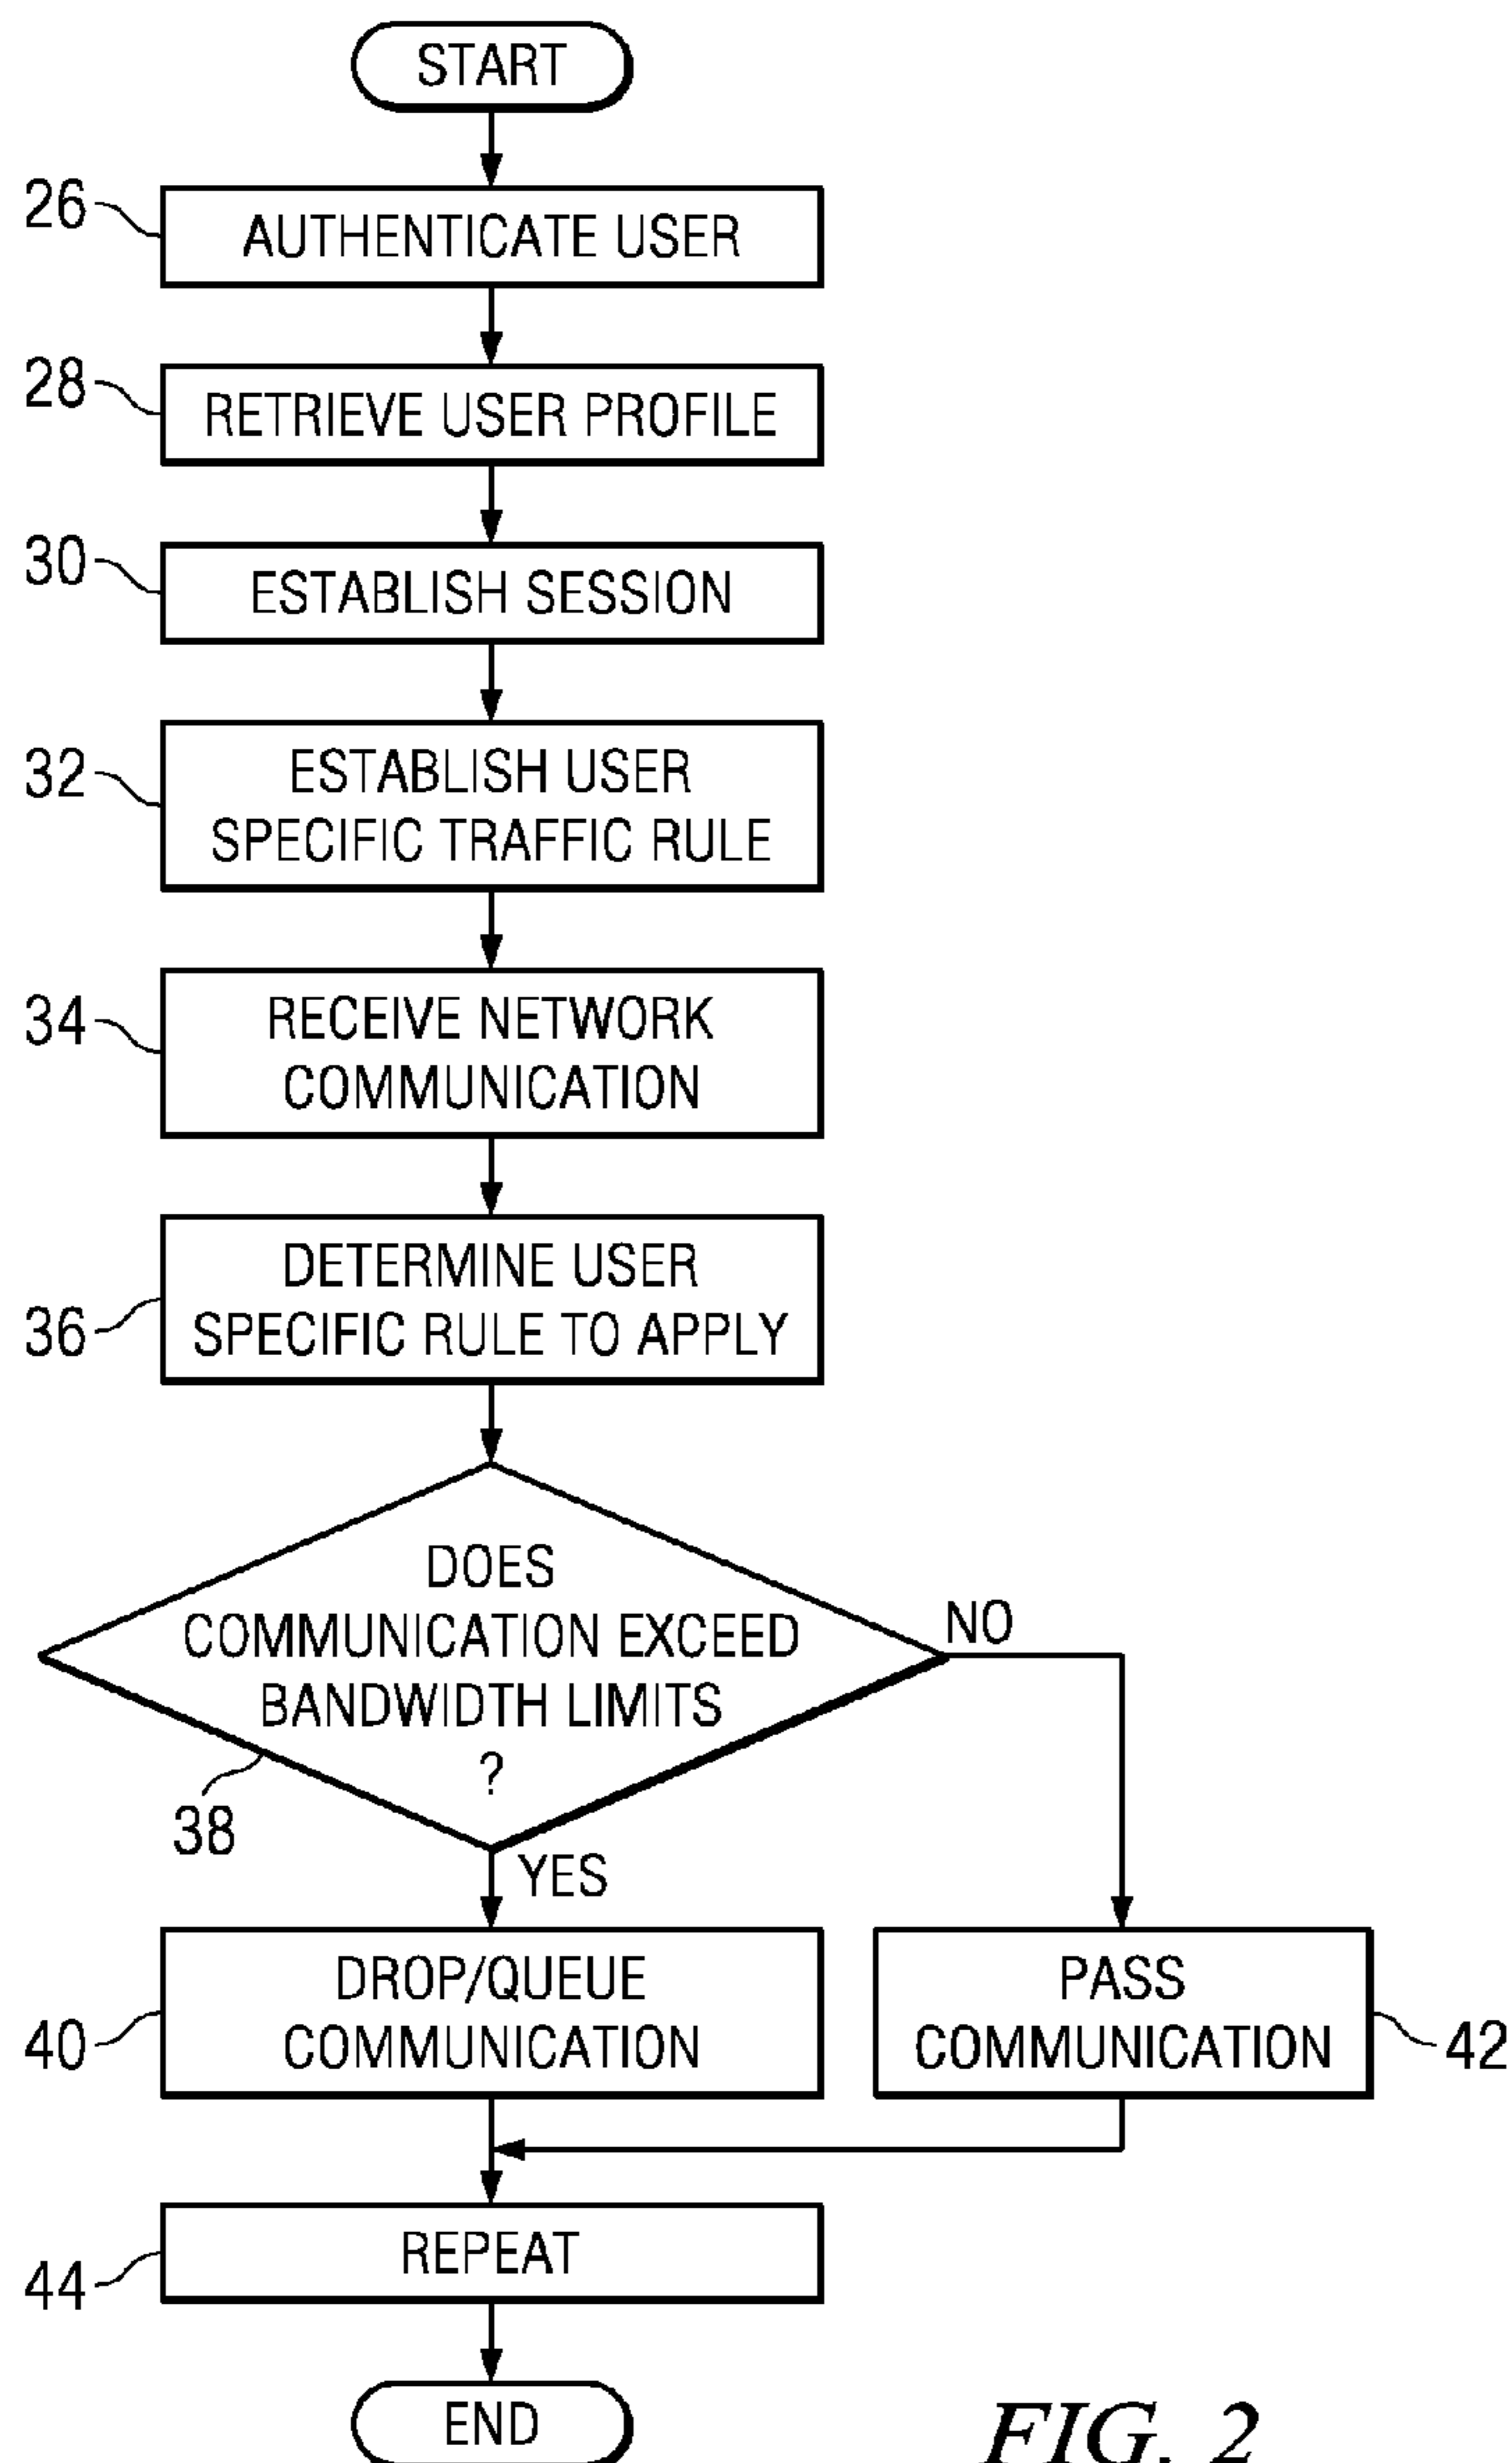 START
26
AUTHENTICATE USER
28
RETRIEVE USER PROFILE
30
ESTABLISH SESSION
32
ESTABLISH USER
SPECIFIC TRAFFIC RULE
34
RECEIVE NETWORK
COMMUNICATION
36
DETERMINE USER
SPECIFIC RULE TO APPLY
DOES
COMMUNICATION EXCEED
BANDWIDTH LIMITS
?
38
NO
YES
40
DROP/QUEUE
COMMUNICATION
PASS
COMMUNICATION
42
44
REPEAT
END
FIG. 2